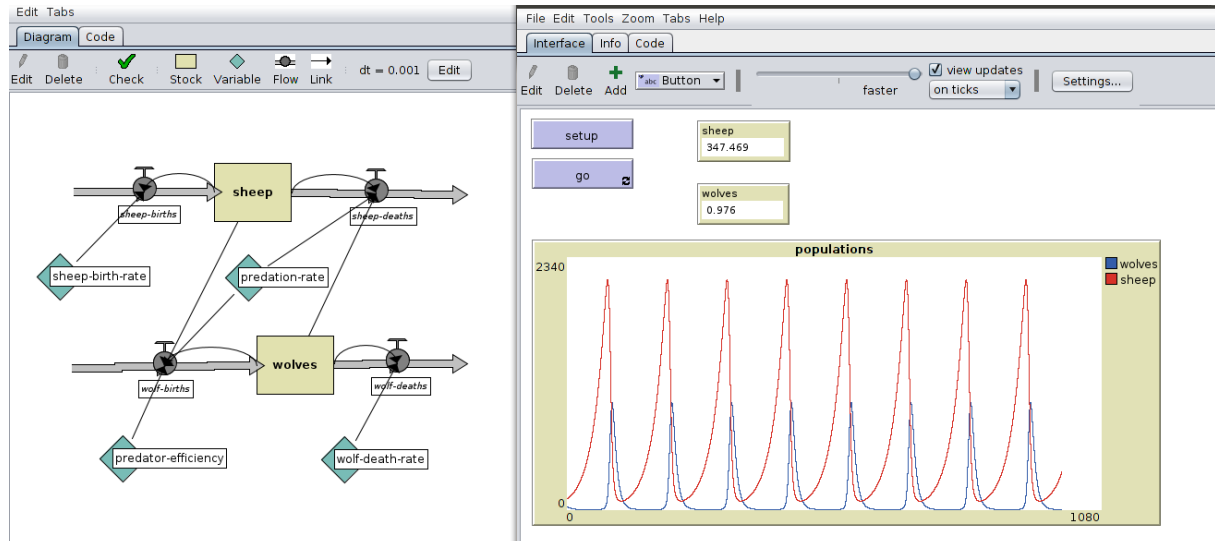 Edit Tabs
Diagram Code
Edit Delete Check Stock Variable Flow Link dt = 0.001 Edit
sheep
sheep-births
sheep-deaths
sheep-birth-rate
predation-rate
wolves
wolf-births
wolf-deaths
predator-efficiency
wolf-death-rate
File Edit Tools Zoom Tabs Help
Interface Info Code
Edit Delete Add abc Button faster view updates
on ticks
Settings...
setup
go
sheep
347.469
wolves
0.976
populations
2340
0
0
1080
wolves
sheep